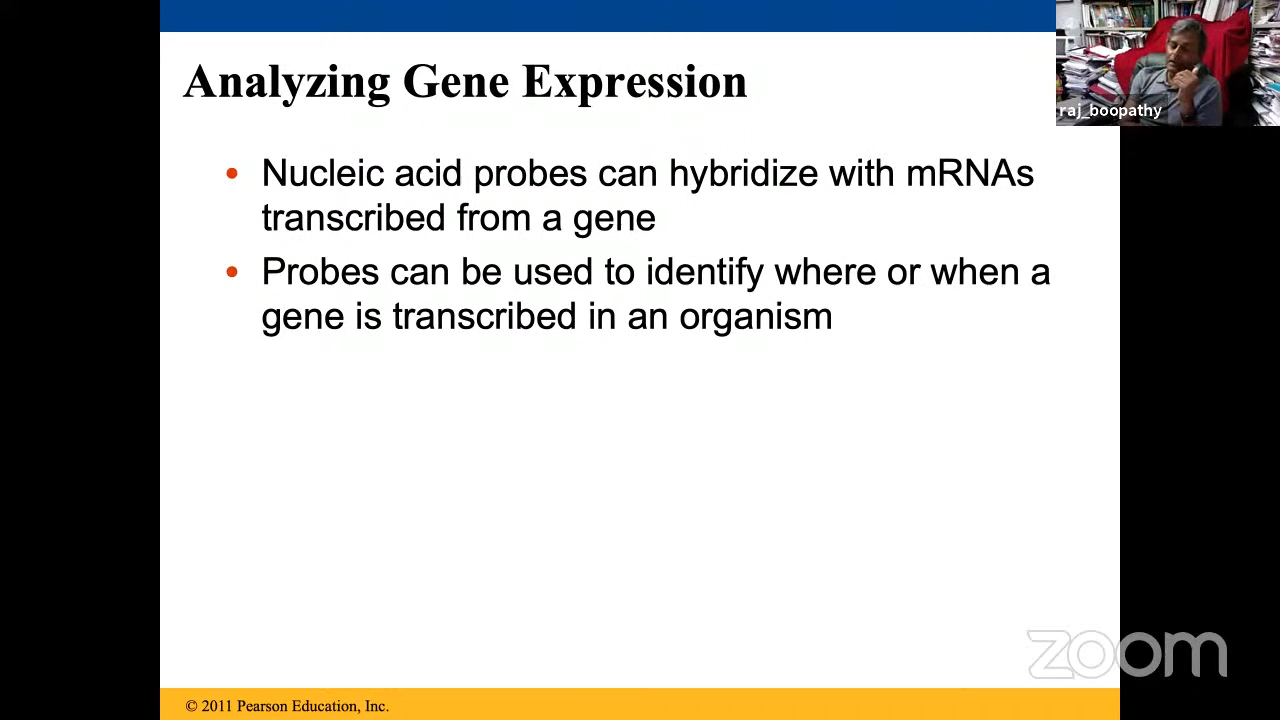 Analyzing Gene Expression
raj_boopathy
• Nucleic acid probes can hybridize with mRNAs
transcribed from a gene
• Probes can be used to identify where or when a
gene is transcribed in an organism
zoom
© 2011 Pearson Education, Inc.